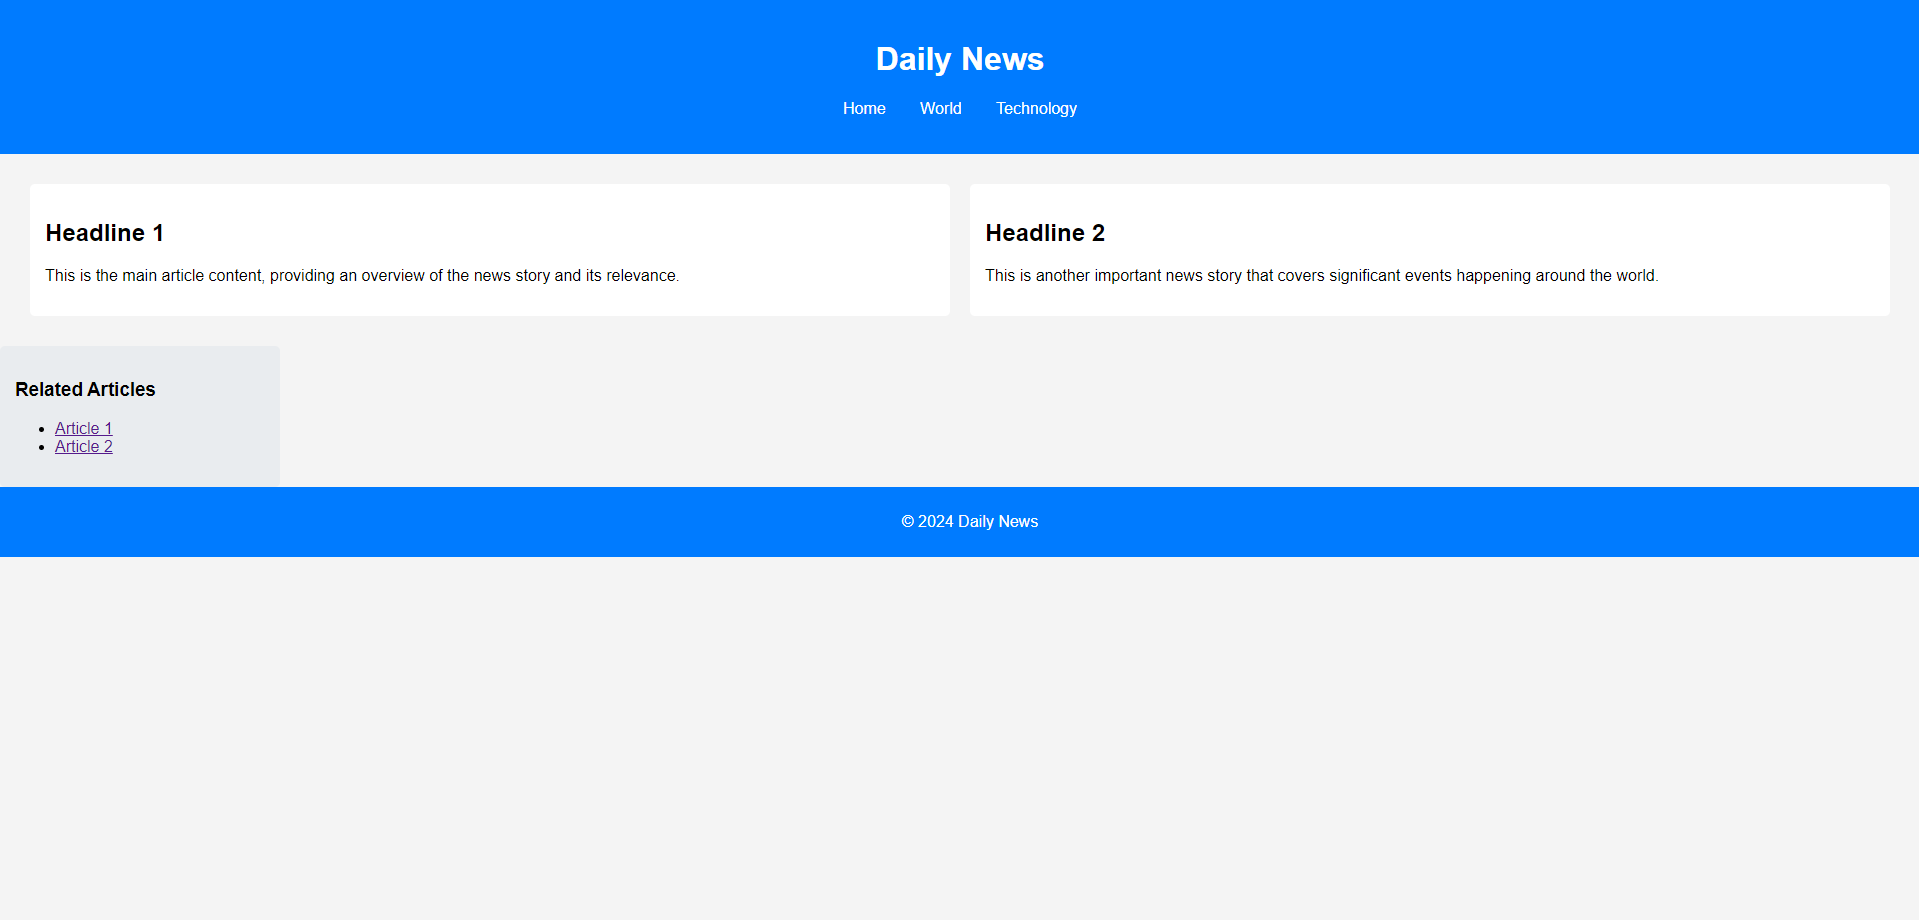 Daily News
Home World Technology
Headline 1
This is the main article content, providing an overview of the news story and its relevance.
Headline 2
This is another important news story that covers significant events happening around the world.
Related Articles
Article 1
Article 2
© 2024 Daily News